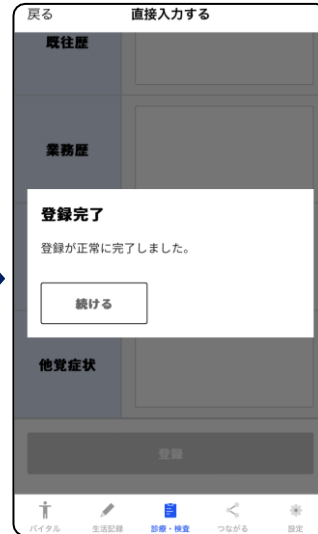 戻る
直接入力する
既往歴
業務歴
登録完了
登録が正常に完了しました。
続ける
他覚症状
登録
バイタル
生活記録
診療・検査
つながる
設定